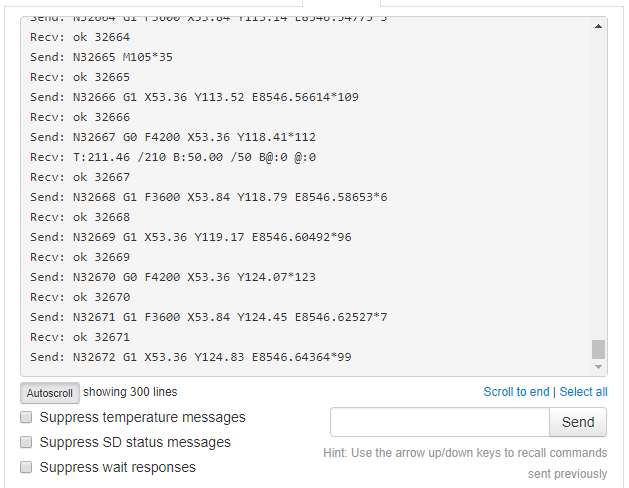 Send: N32664 G1 F3600 X53.84 Y113.14 E8546.54775*5
Recv: ok 32664
Send: N32665 M105*35
Recv: ok 32665
Send: N32666 G1 X53.36 Y113.52 E8546.56614*109
Recv: ok 32666
Send: N32667 G0 F4200 X53.36 Y118.41*112
Recv: T:211.46 /210 B:50.00 /50 B@:0 @:0
Recv: ok 32667
Send: N32668 G1 F3600 X53.84 Y118.79 E8546.58653*6
Recv: ok 32668
Send: N32669 G1 X53.36 Y119.17 E8546.60492*96
Recv: ok 32669
Send: N32670 G0 F4200 X53.36 Y124.07*123
Recv: ok 32670
Send: N32671 G1 F3600 X53.84 Y124.45 E8546.62527*7
Recv: ok 32671
Send: N32672 G1 X53.36 Y124.83 E8546.64364*99
Autoscroll showing 300 lines
Scroll to end | Select all
Suppress temperature messages
Suppress SD status messages
Suppress wait responses
Send
Hint: Use the arrow up/down keys to recall commands
sent previously